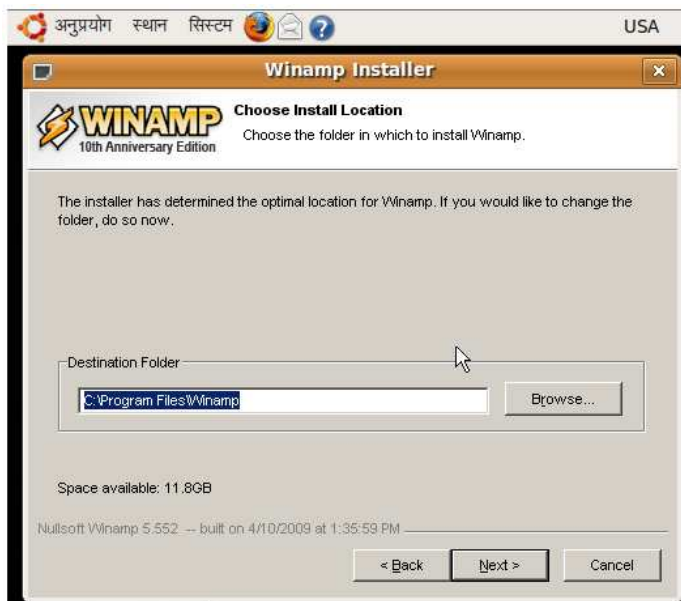 अनुप्रयोग स्थान सिस्टम USA
Winamp Installer
WINAMP
10th Anniversary Edition
Choose Install Location
Choose the folder in which to install Winamp.
The installer has determined the optimal location for Winamp. If you would like to change the
folder, do so now.
Destination Folder
C:\Program Files\Winamp
Browse...
Space available: 11.8GB
Nullsoft Winamp 5.552 -- built on 4/10/2009 at 1:35:59 PM
< Back Next > Cancel